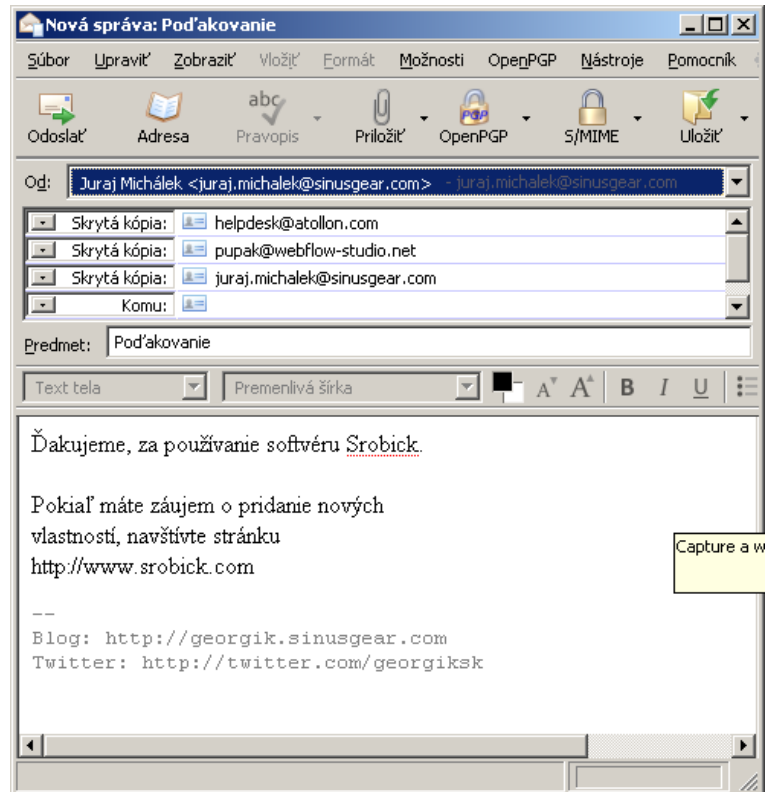 Nová správa: Poďakovanie
Súbor Upraviť Zobraziť Vložiť Formát Možnosti OpenPGP Nástroje Pomocník
abc
PGP
Odoslať Adresa Pravopis Priložiť OpenPGP S/MIME Uložiť
Od: Juraj Michálek <juraj.michalek@sinusgear.com> - juraj.michalek@sinusgear.com
Skrytá kópia: helpdesk@atollon.com
Skrytá kópia: pupak@webflow-studio.net
Skrytá kópia: juraj.michalek@sinusgear.com
Komu:
Predmet: Poďakovanie
Text tela Premenlivá šírka A A B I U
Ďakujeme, za používanie softvéru Srobick.
Pokiaľ máte záujem o pridanie nových
vlastností, navštívte stránku
http://www.srobick.com
Capture a w
--
Blog: http://georgik.sinusgear.com
Twitter: http://twitter.com/georgiksk